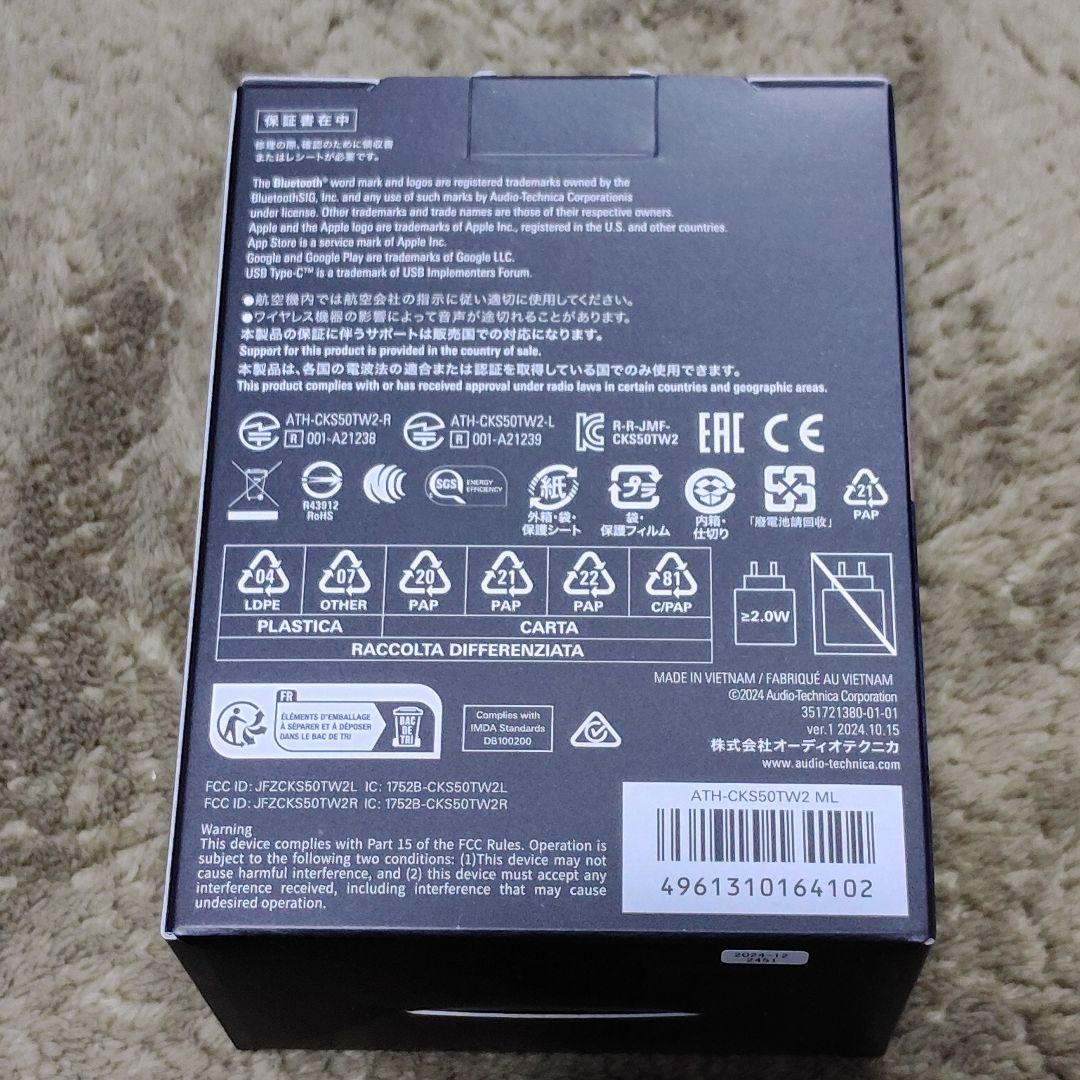 保証書在中
修理の際、確認のために領収書
またはレシートが必要です。
The Bluetooth® word mark and logos are registered trademarks owned by the
BluetoothSIG, Inc. and any use of such marks by Audio-Technica Corporationis
under license. Other trademarks and trade names are those of their respective owners.
Apple and the Apple logo are trademarks of Apple Inc., registered in the U.S. and other countries.
App Store is a service mark of Apple Inc.
Google and Google Play are trademarks of Google LLC.
USB Type-C™ is a trademark of USB Implementers Forum.
●航空機内では航空会社の指示に従い適切に使用してください。
●ワイヤレス機器の影響によって音声が途切れることがあります。
本製品の保証に伴うサポートは販売国での対応になります。
Support for this product is provided in the country of sale.
本製品は、各国の電波法の適合または認証を取得している国でのみ使用できます。
This product complies with or has received approval under radio laws in certain countries and geographic areas.
ATH-CKS50TW2-R
R 001-A21238
ATH-CKS50TW2-L
R 001-A21239
R-R-JMF-
CKS50TW2
EAC CE
R43912
RoHS
SGS ENERGY
EFFICIENCY
紙
外箱・袋・
保護シート
プラ
袋・
保護フィルム
内箱・
仕切り
「廃電池請回收」
21
PAP
04 07 20 21 22 81
LDPE OTHER PAP PAP PAP C/PAP
PLASTICA CARTA
RACCOLTA DIFFERENZIATA
≥2.0W
MADE IN VIETNAM / FABRIQUÉ AU VIETNAM
©2024 Audio-Technica Corporation
351721380-01-01
ver.1 2024.10.15
株式会社オーディオテクニカ
www.audio-technica.com
FR
ÉLÉMENTS D'EMBALLAGE
À SÉPARER ET À DÉPOSER
DANS LE BAC DE TRI
BAC
DE
TRI
Complies with
IMDA Standards
DB100200
FCC ID: JFZCKS50TW2L IC: 1752B-CKS50TW2L
FCC ID: JFZCKS50TW2R IC: 1752B-CKS50TW2R
Warning
This device complies with Part 15 of the FCC Rules. Operation is
subject to the following two conditions: (1)This device may not
cause harmful interference, and (2) this device must accept any
interference received, including interference that may cause
undesired operation.
ATH-CKS50TW2 ML
4961310164102
2024-12
2451